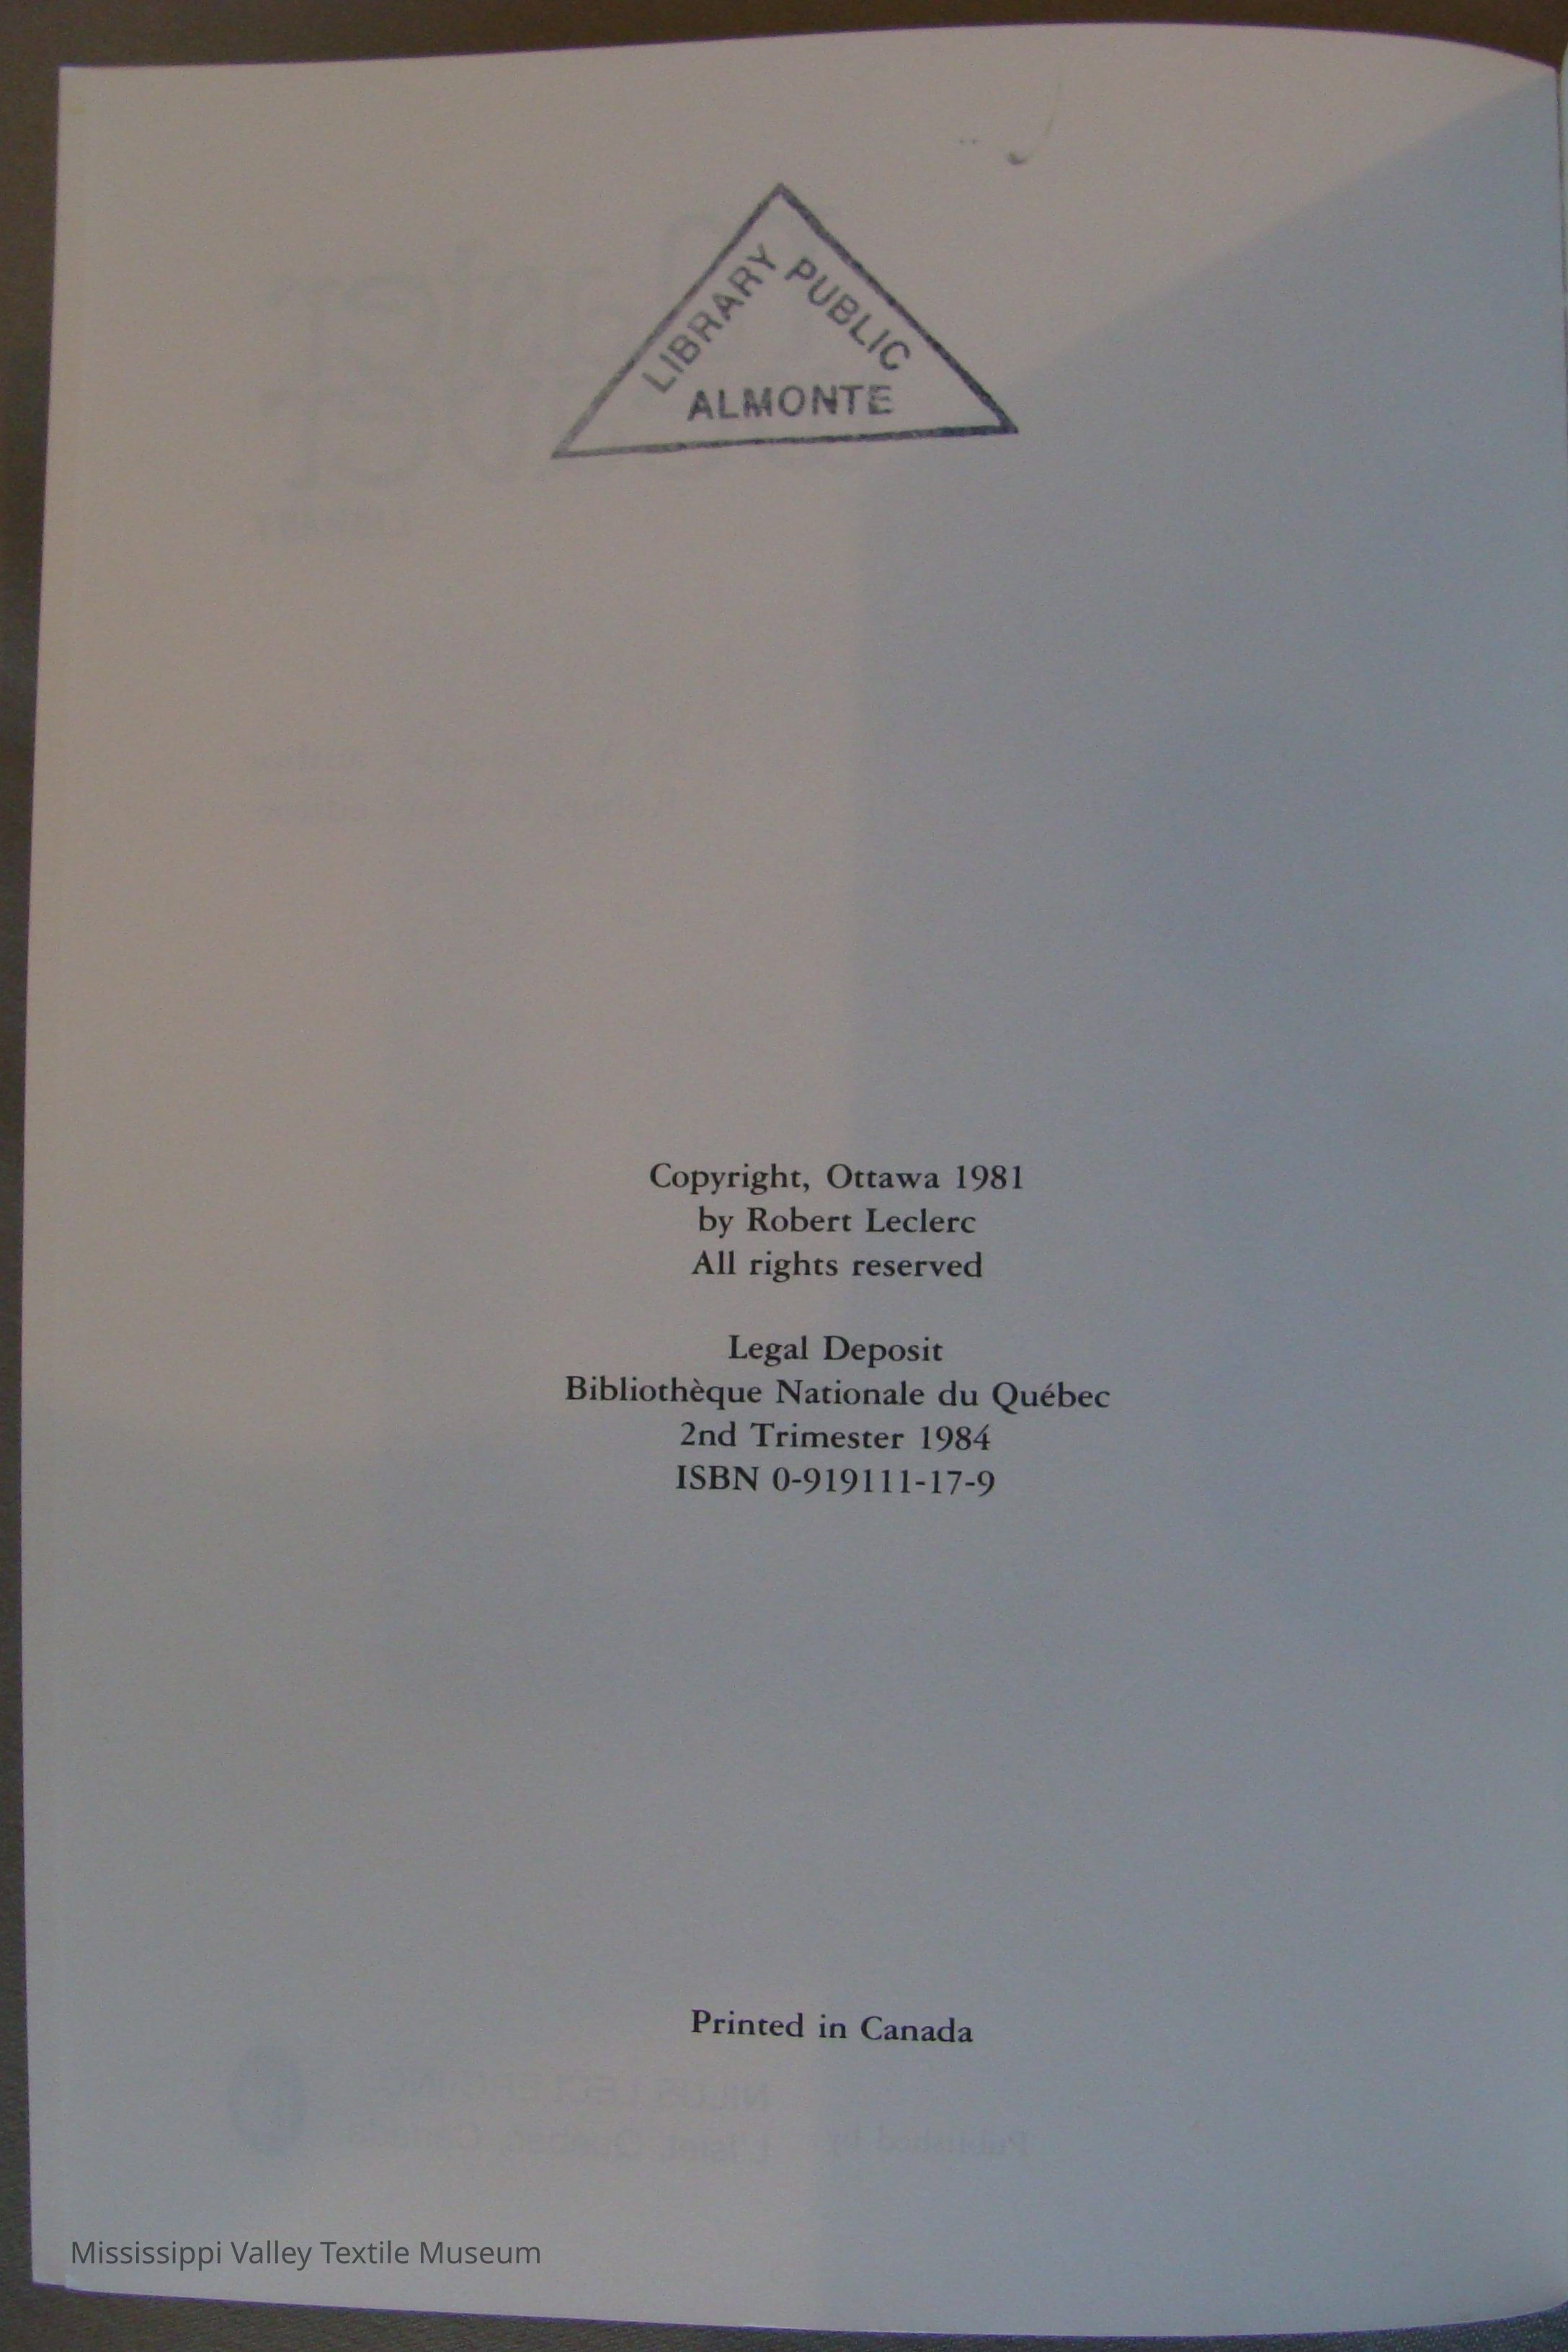 LIBRARY PUBLIC
ALMONTE
Copyright, Ottawa 1981
by Robert Leclerc
All rights reserved
Legal Deposit
Bibliothèque Nationale du Québec
2nd Trimester 1984
ISBN 0-919111-17-9
Printed in Canada
Mississippi Valley Textile Museum